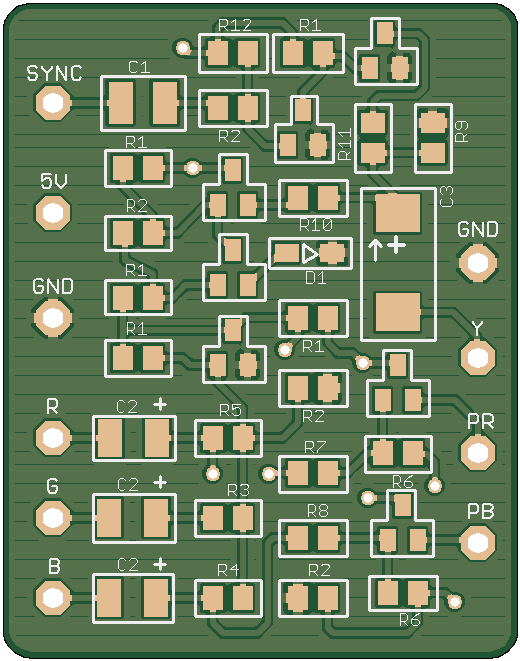 R12
R1
SYNC
C1
R2
R11
R9
R1
5V
C3
R2
R10
GND
+
D1
GND
R1
R1
R1
Y
R
C2 +
R5
R2
PR
R7
G
C2 +
R3
R6
R8
PB
B
C2 +
R4
R2
R6